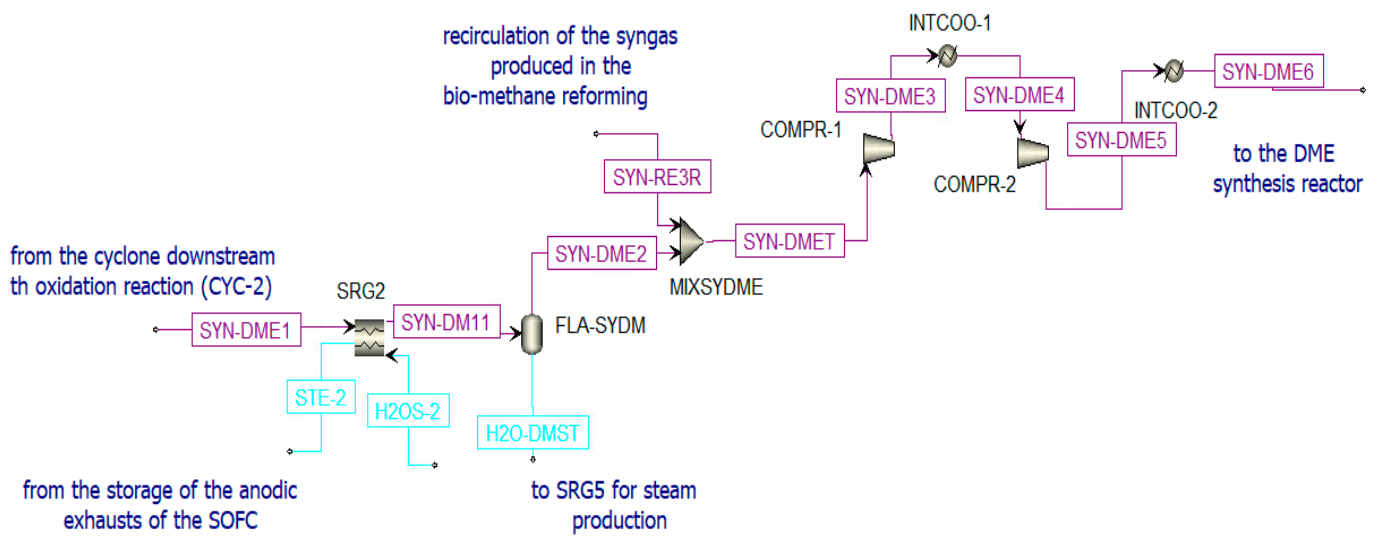 recirculation of the syngas
produced in the
bio-methane reforming
INTCOO-1
SYN-DME3
SYN-DME4
SYN-DME6
INTCOO-2
COMPR-1
COMPR-2
SYN-DME5
to the DME
synthesis reactor
SYN-RE3R
SYN-DME2
SYN-DMET
MIXSYDME
from the cyclone downstream
th oxidation reaction (CYC-2)
SRG2
SYN-DME1
SYN-DM11
FLA-SYDM
STE-2
H2OS-2
H2O-DMST
from the storage of the anodic
exhausts of the SOFC
to SRG5 for steam
production